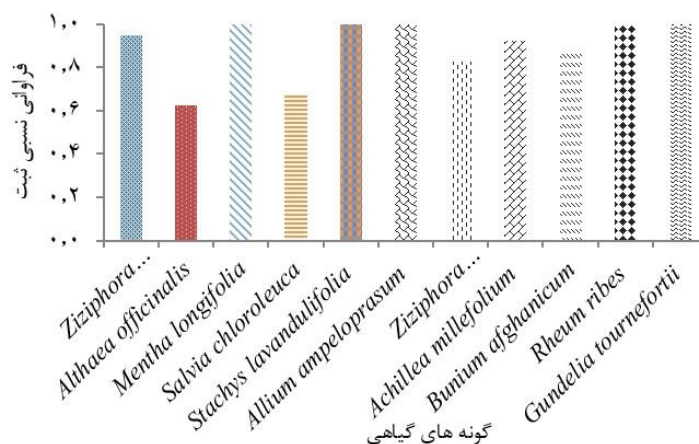 فراوانی نسبی ثبت
۱٫۰
۰٫۸
۰٫۶
۰٫۴
۰٫۲
۰٫۰
Ziziphora...
Althaea officinalis
Mentha longifolia
Salvia chloroleuca
Stachys lavandulifolia
Allium ampeloprasum
Ziziphora...
Achillea millefolium
Bunium afghanicum
Rheum ribes
Gundelia tournefortii
گونه های گیاهی